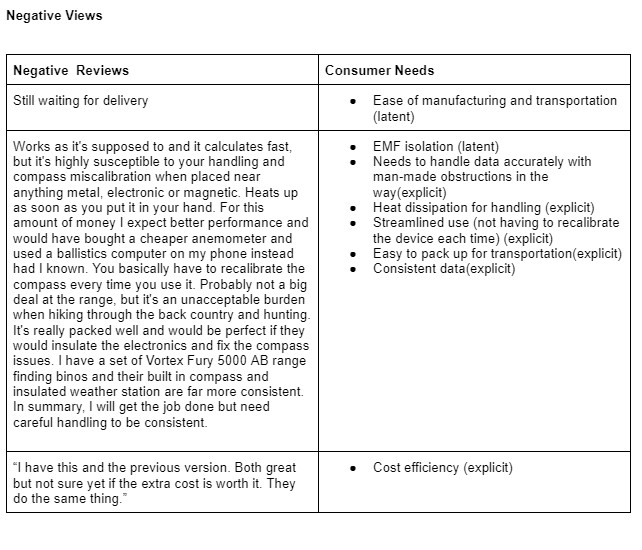 Negative Views
Negative  Reviews
Consumer Needs
Still waiting for delivery
● Ease of manufacturing and transportation
(latent)
Works as it's supposed to and it calculates fast,
but it's highly susceptible to your handling and
compass miscalibration when placed near
anything metal, electronic or magnetic. Heats up
as soon as you put it in your hand. For this
amount of money I expect better performance and
would have bought a cheaper anemometer and
used a ballistics computer on my phone instead
had I known. You basically have to recalibrate the
compass every time you use it. Probably not a big
deal at the range, but it's an unacceptable burden
when hiking through the back country and hunting.
It's really packed well and would be perfect if they
would insulate the electronics and fix the compass
issues. I have a set of Vortex Fury 5000 AB range
finding binos and their built in compass and
insulated weather station are far more consistent.
In summary, I will get the job done but need
careful handling to be consistent.
● EMF isolation (latent)
● Needs to handle data accurately with
man-made obstructions in the
way(explicit)
● Heat dissipation for handling (explicit)
● Streamlined use (not having to recalibrate
the device each time) (explicit)
● Easy to pack up for transportation(explicit)
● Consistent data(explicit)
“I have this and the previous version. Both great
but not sure yet if the extra cost is worth it. They
do the same thing.”
● Cost efficiency (explicit)